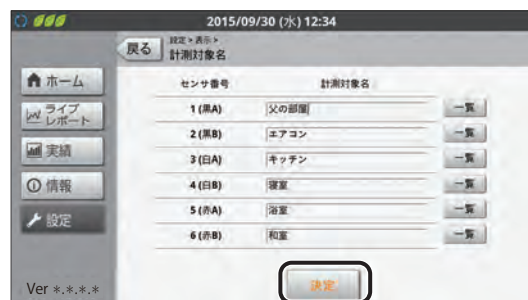 2015/09/30 (水) 12:34
戻る
設定 > 表示 >
計測対象名
ホーム
ライブ
レポート
実績
情報
設定
Ver *.*.*.*
センサ番号 計測対象名
1 (黒A) 父の部屋 一覧
2 (黒B) エアコン 一覧
3 (白A) キッチン 一覧
4 (白B) 寝室 一覧
5 (赤A) 浴室 一覧
6 (赤B) 和室 一覧
決定